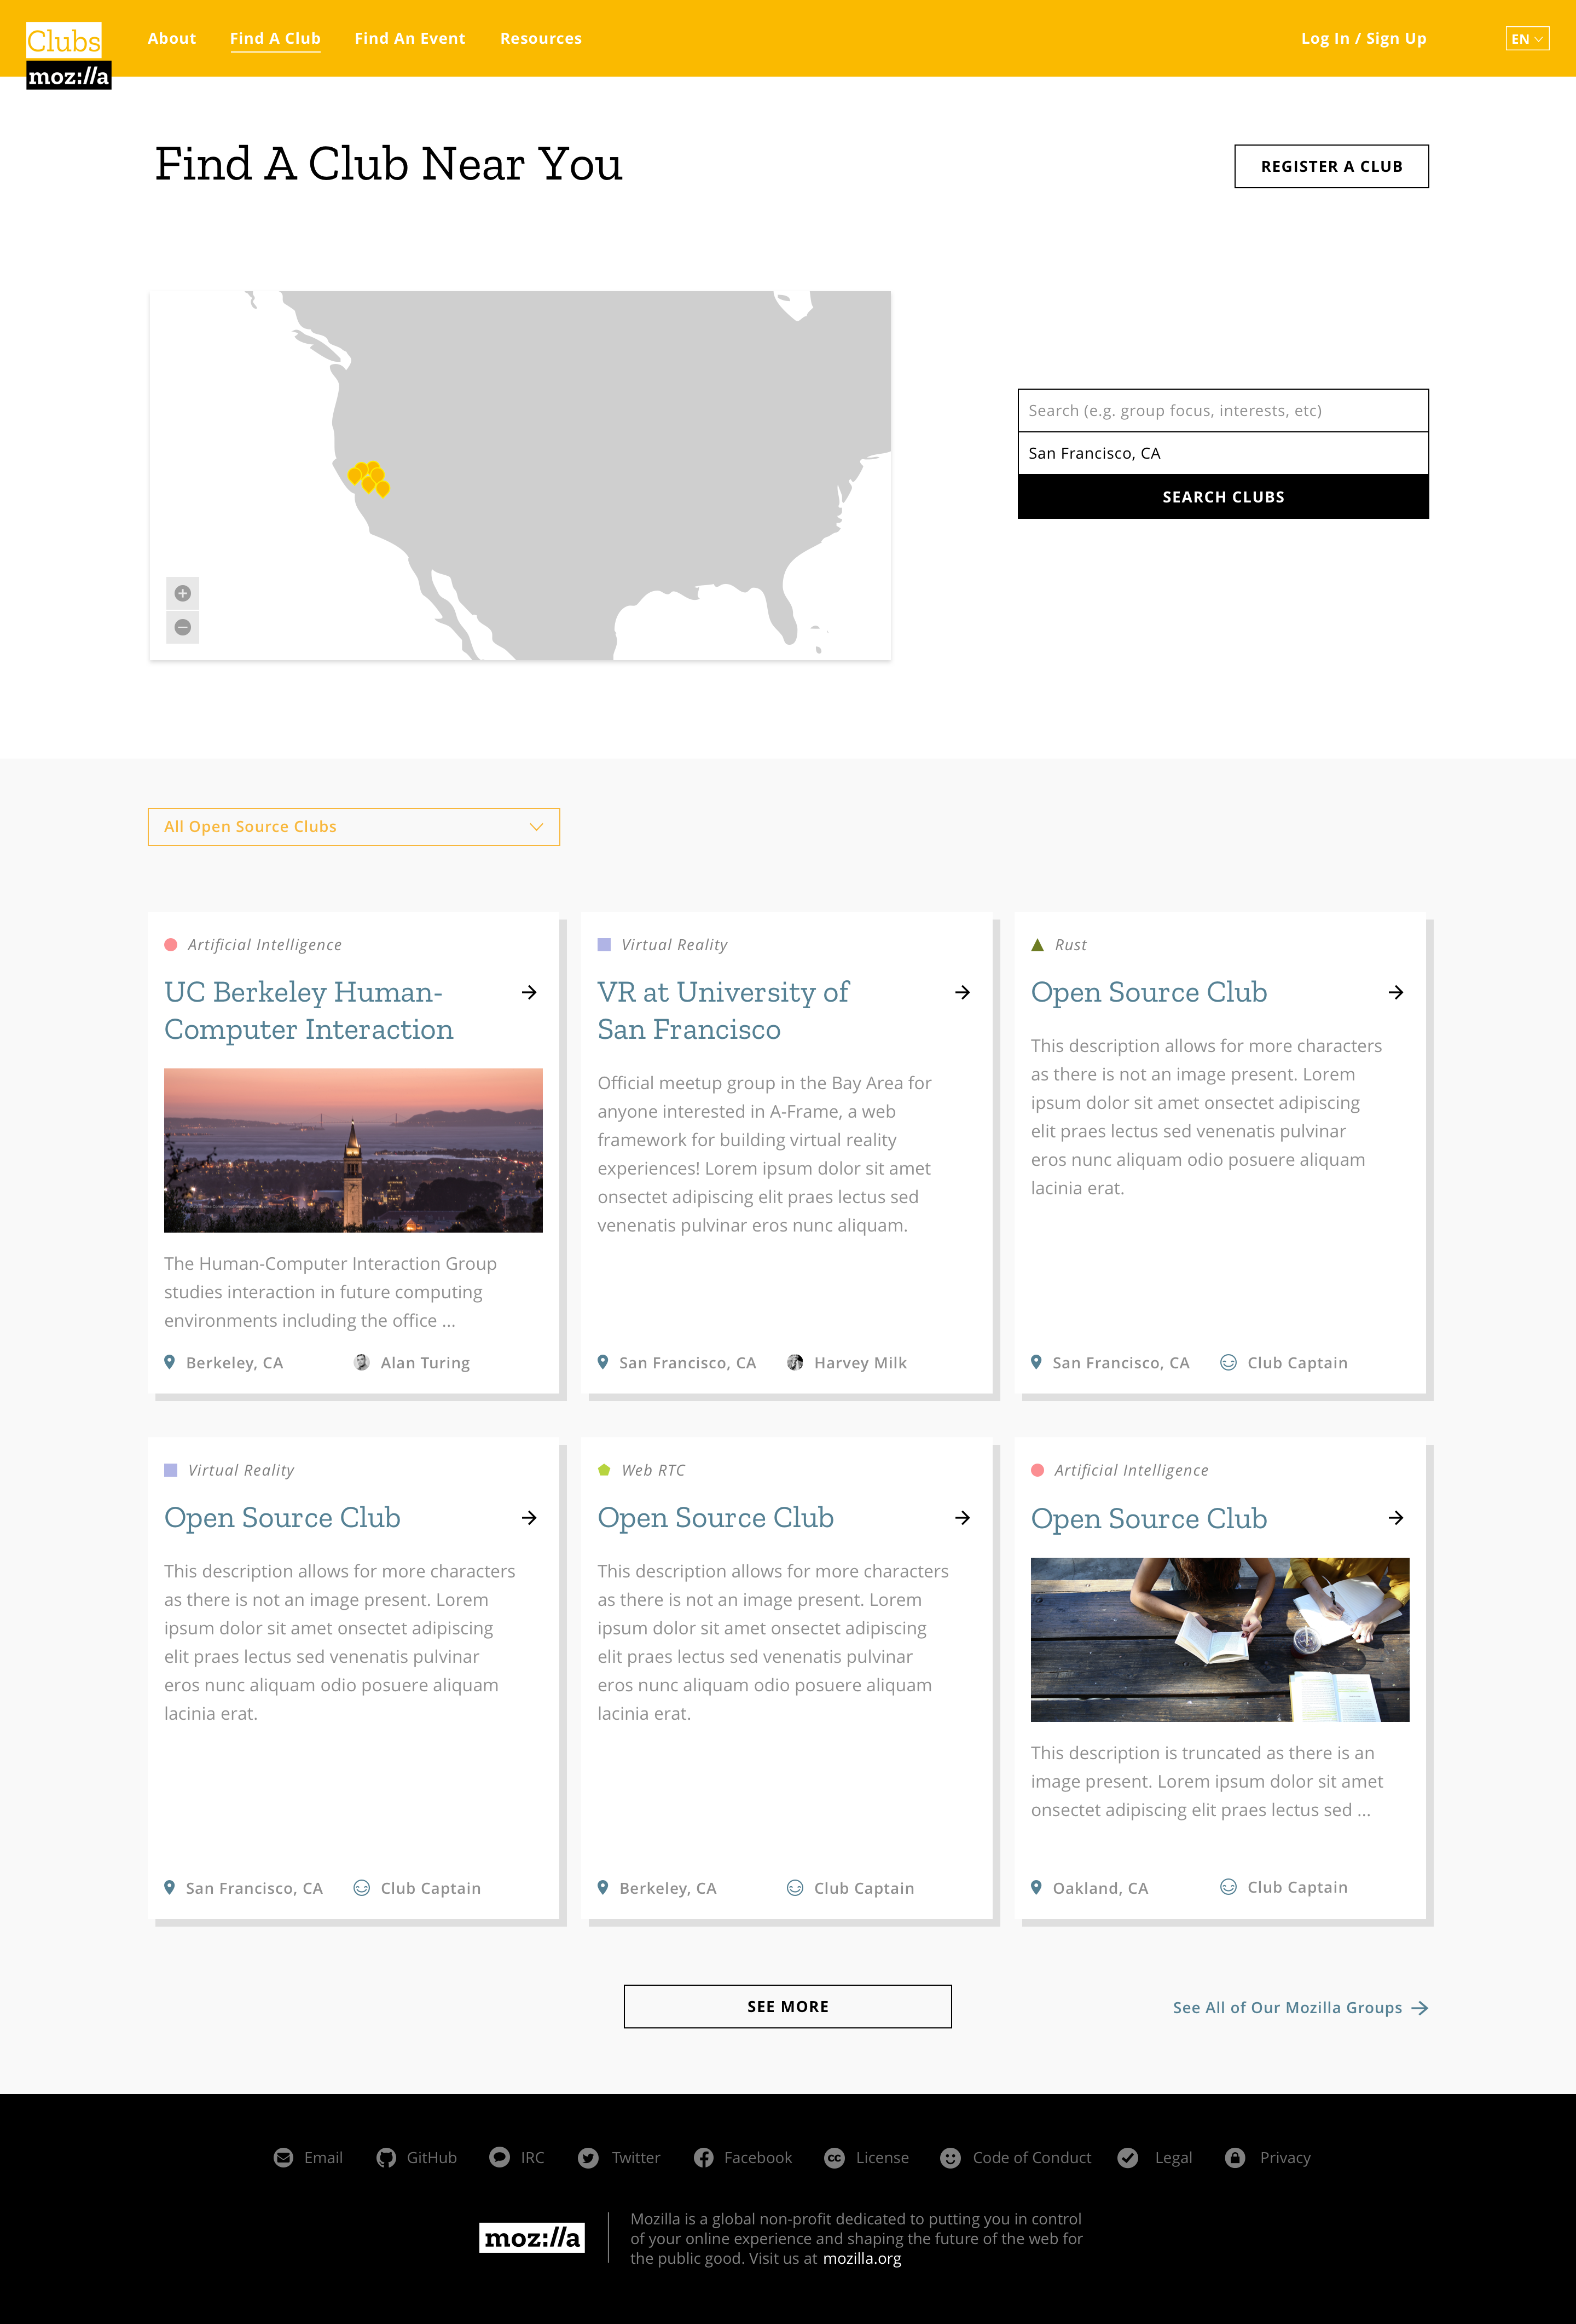 Clubs
moz://a
About
Find A Club
Find An Event
Resources
Log In / Sign Up
EN
Find A Club Near You
REGISTER A CLUB
Search (e.g. group focus, interests, etc)
San Francisco, CA
SEARCH CLUBS
All Open Source Clubs
Artificial Intelligence
UC Berkeley Human-
Computer Interaction
The Human-Computer Interaction Group
studies interaction in future computing
environments including the office ...
Berkeley, CA
Alan Turing
Virtual Reality
VR at University of
San Francisco
Official meetup group in the Bay Area for
anyone interested in A-Frame, a web
framework for building virtual reality
experiences! Lorem ipsum dolor sit amet
onsectet adipiscing elit praes lectus sed
venenatis pulvinar eros nunc aliquam.
San Francisco, CA
Harvey Milk
Rust
Open Source Club
This description allows for more characters
as there is not an image present. Lorem
ipsum dolor sit amet onsectet adipiscing
elit praes lectus sed venenatis pulvinar
eros nunc aliquam odio posuere aliquam
lacinia erat.
San Francisco, CA
Club Captain
Virtual Reality
Open Source Club
This description allows for more characters
as there is not an image present. Lorem
ipsum dolor sit amet onsectet adipiscing
elit praes lectus sed venenatis pulvinar
eros nunc aliquam odio posuere aliquam
lacinia erat.
San Francisco, CA
Club Captain
Web RTC
Open Source Club
This description allows for more characters
as there is not an image present. Lorem
ipsum dolor sit amet onsectet adipiscing
elit praes lectus sed venenatis pulvinar
eros nunc aliquam odio posuere aliquam
lacinia erat.
Berkeley, CA
Club Captain
Artificial Intelligence
Open Source Club
This description is truncated as there is an
image present. Lorem ipsum dolor sit amet
onsectet adipiscing elit praes lectus sed ...
Oakland, CA
Club Captain
SEE MORE
See All of Our Mozilla Groups
Email
GitHub
IRC
Twitter
Facebook
cc
License
Code of Conduct
Legal
Privacy
moz://a
Mozilla is a global non-profit dedicated to putting you in control
of your online experience and shaping the future of the web for
the public good. Visit us at mozilla.org